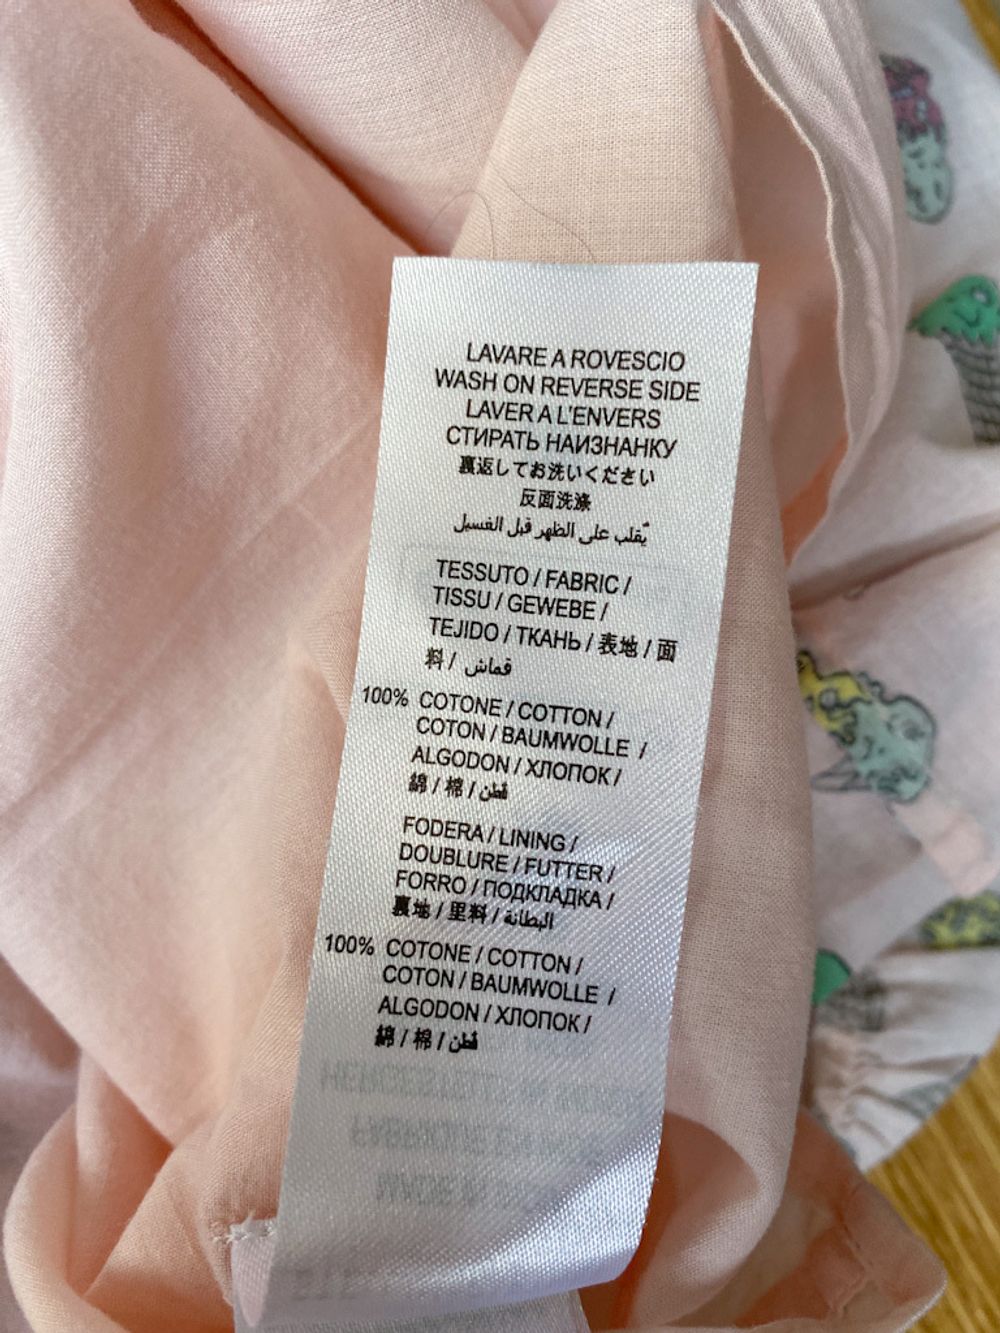 LAVARE A ROVESCIO
WASH ON REVERSE SIDE
LAVER A L'ENVERS
СТИРАТЬ НАИЗНАНКУ
裏返してお洗いください
反面洗涤
يُقلب على الظهر قبل الغسيل
TESSUTO / FABRIC /
TISSU / GEWEBE /
TEJIDO / ТКАНЬ / 表地 / 面
料 / قماش
100% COTONE / COTTON /
COTON / BAUMWOLLE /
ALGODON / ХЛОПОК /
綿 / 棉 / قطن
FODERA / LINING /
DOUBLURE / FUTTER /
FORRO / ПОДКЛАДКА /
裏地 / 里料 / البطانة
100% COTONE / COTTON /
COTON / BAUMWOLLE /
ALGODON / ХЛОПОК /
綿 / 棉 / قطن